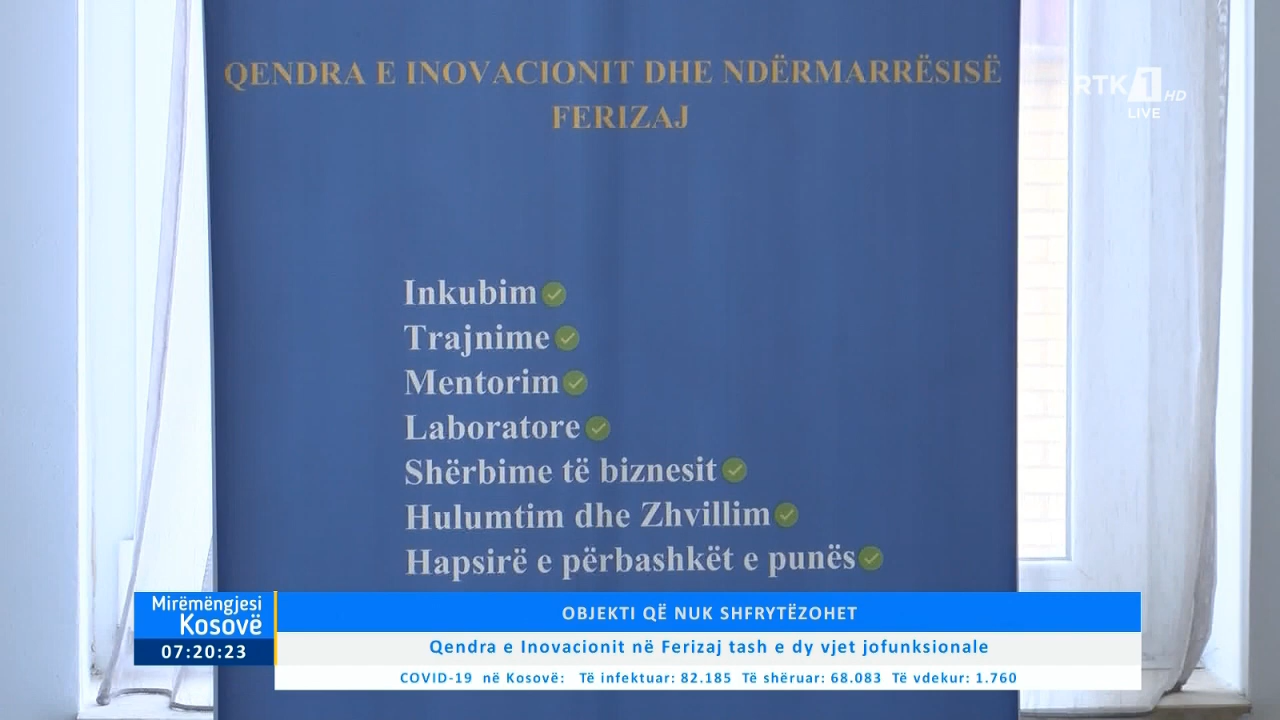 QENDRA E INOVACIONIT DHE NDËRMARRËSISË
FERIZAJ
RTK 1 HD
LIVE
Inkubim
Trajnime
Mentorim
Laboratore
Shërbime të biznesit
Hulumtim dhe Zhvillim
Hapsirë e përbashkët e punës
Mirëmëngjesi
Kosovë
07:20:23
OBJEKTI QË NUK SHFRYTËZOHET
Qendra e Inovacionit në Ferizaj tash e dy vjet jofunksionale
COVID-19 në Kosovë: Të infektuar: 82.185 Të shëruar: 68.083 Të vdekur: 1.760